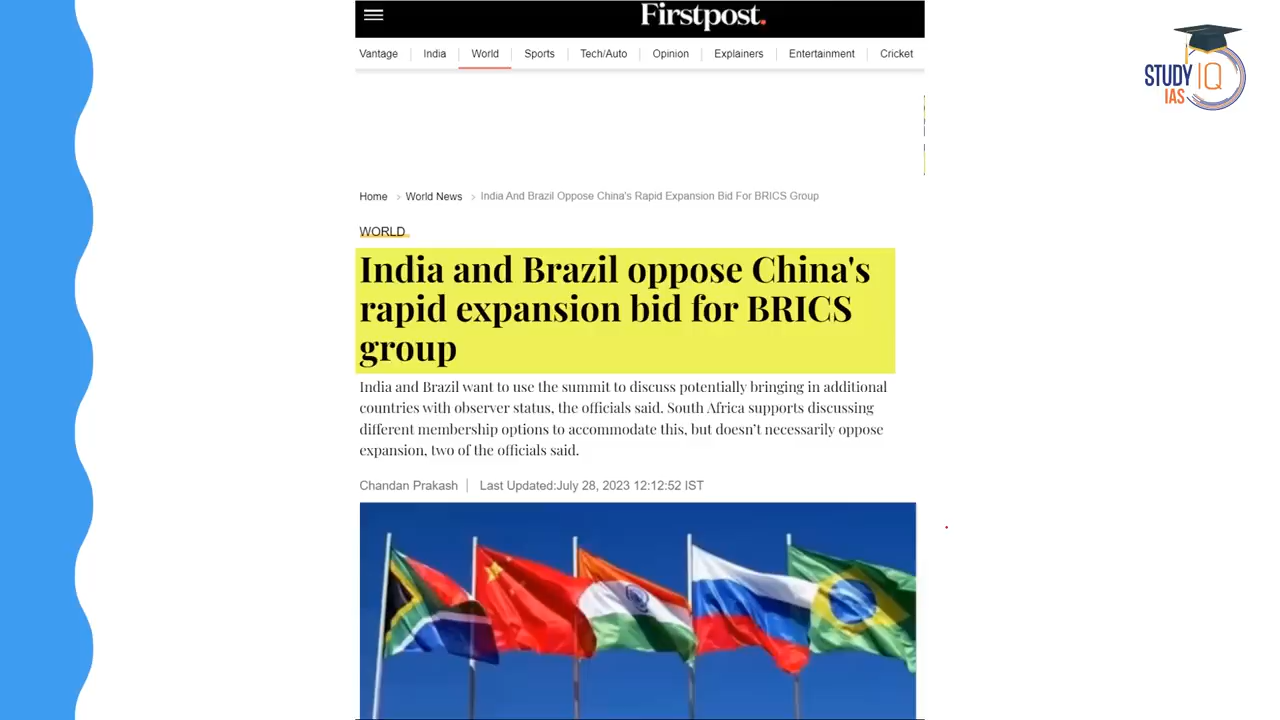 Firstpost.
Vantage India World Sports Tech/Auto Opinion Explainers Entertainment Cricket
STUDY IQ
IAS
Home > World News > India And Brazil Oppose China's Rapid Expansion Bid For BRICS Group
WORLD
India and Brazil oppose China's
rapid expansion bid for BRICS
group
India and Brazil want to use the summit to discuss potentially bringing in additional
countries with observer status, the officials said. South Africa supports discussing
different membership options to accommodate this, but doesn't necessarily oppose
expansion, two of the officials said.
Chandan Prakash | Last Updated:July 28, 2023 12:12:52 IST